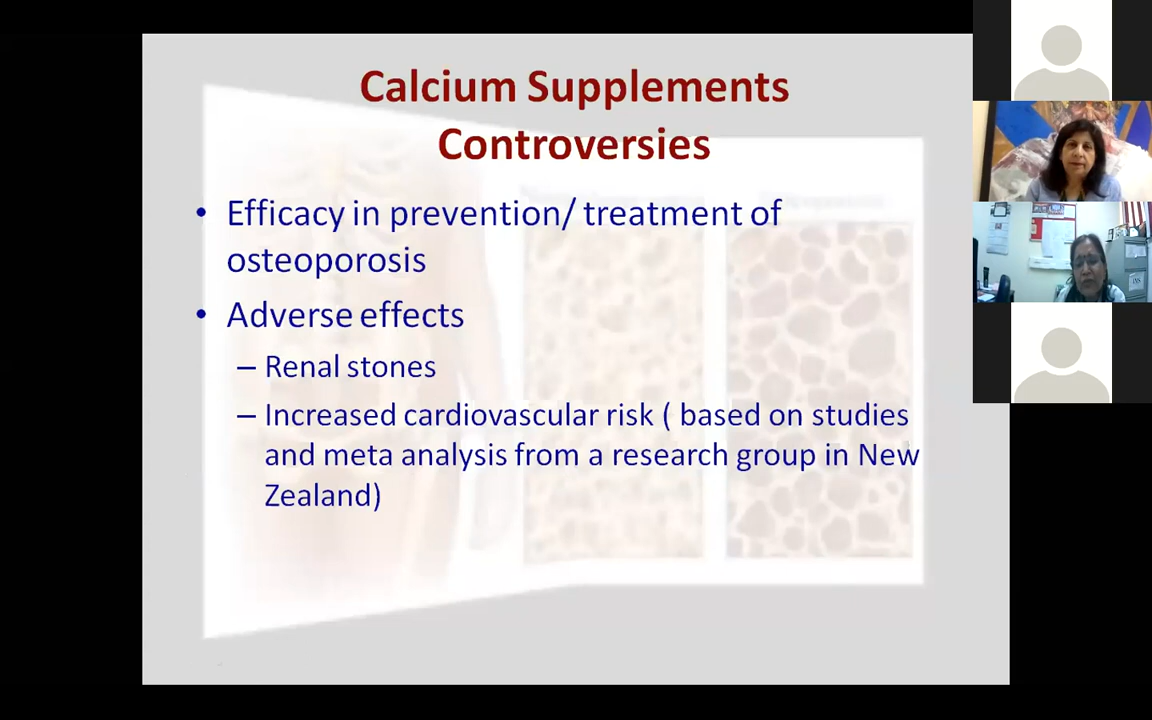 Calcium Supplements
Controversies
• Efficacy in prevention/ treatment of
osteoporosis
• Adverse effects
– Renal stones
– Increased cardiovascular risk ( based on studies
and meta analysis from a research group in New
Zealand)